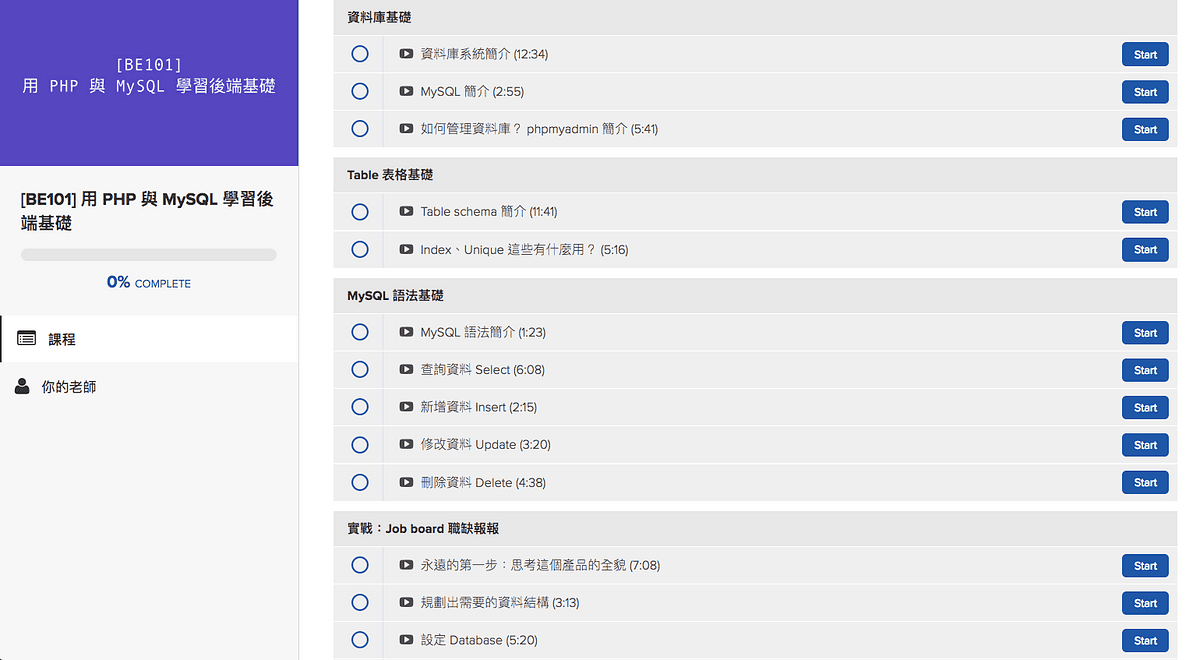 [BE101]
用 PHP 與 MySQL 學習後端基礎
[BE101] 用 PHP 與 MySQL 學習後
端基礎
0% COMPLETE
課程
你的老師
資料庫基礎
資料庫系統簡介 (12:34) Start
MySQL 簡介 (2:55) Start
如何管理資料庫？ phpmyadmin 簡介 (5:41) Start
Table 表格基礎
Table schema 簡介 (11:41) Start
Index、Unique 這些有什麼用？ (5:16) Start
MySQL 語法基礎
MySQL 語法簡介 (1:23) Start
查詢資料 Select (6:08) Start
新增資料 Insert (2:15) Start
修改資料 Update (3:20) Start
刪除資料 Delete (4:38) Start
實戰：Job board 職缺報報
永遠的第一步：思考這個產品的全貌 (7:08) Start
規劃出需要的資料結構 (3:13) Start
設定 Database (5:20) Start